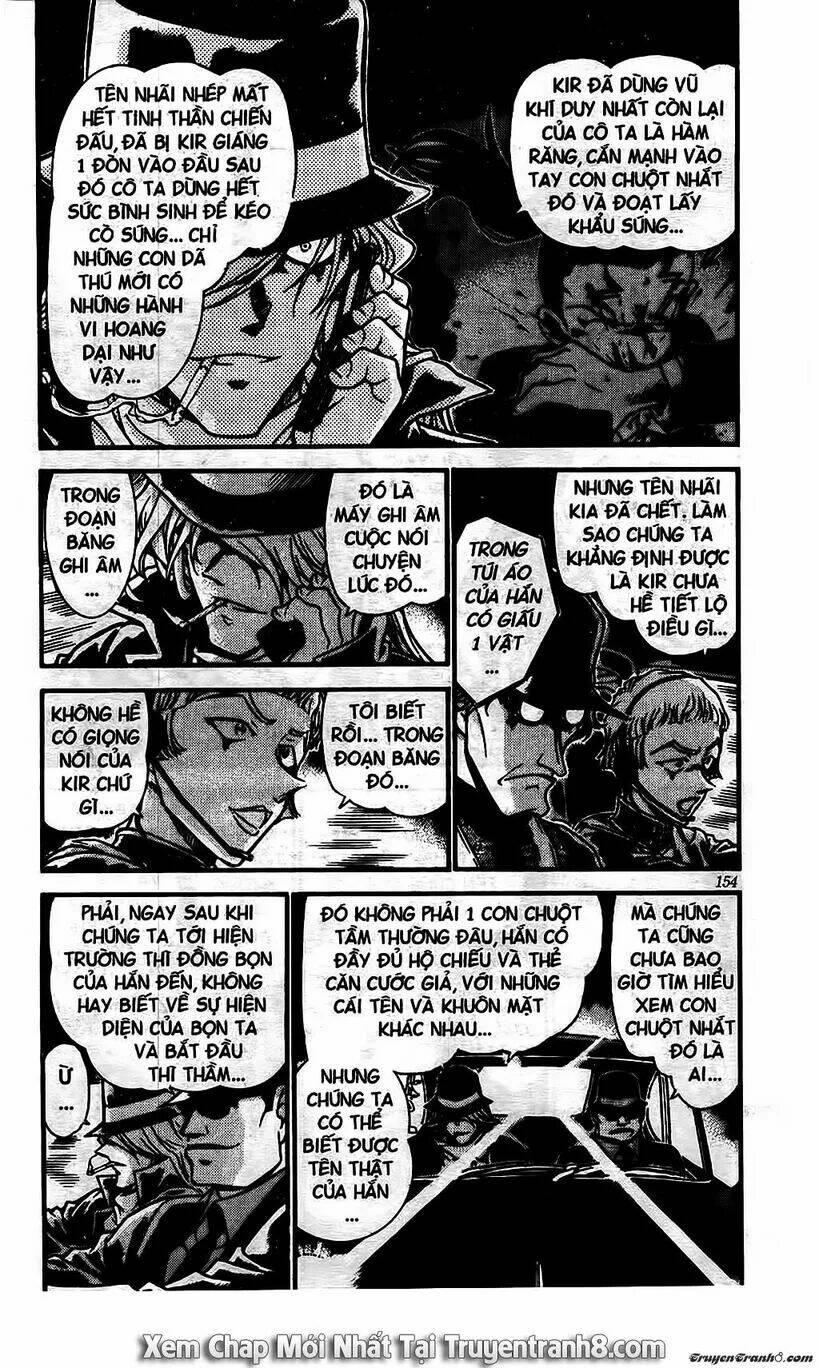 KIR ĐÃ DÙNG VŨ
KHÍ DUY NHẤT CÒN LẠI
CỦA CÔ TA LÀ HÀM
RĂNG, CẮN MẠNH VÀO
TAY CON CHUỘT NHẮT
ĐÓ VÀ ĐOẠT LẤY
KHẨU SÚNG...
TÊN NHÃI NHÉP MẤT
HẾT TINH THẦN CHIẾN
ĐẤU, ĐÃ BỊ KIR GIÁNG
1 ĐÒN VÀO ĐẦU SAU
ĐÓ CÔ TA DÙNG HẾT
SỨC BÌNH SINH ĐỂ KÉO
CÒ SÚNG... CHỈ
NHỮNG CON DÃ
THÚ MỚI CÓ
NHỮNG HÀNH
VI HOANG
DẠI NHƯ
VẬY...
NHƯNG TÊN NHÃI
KIA ĐÃ CHẾT. LÀM
SAO CHÚNG TA
KHẲNG ĐỊNH ĐƯỢC
LÀ KIR CHƯA
HỀ TIẾT LỘ
ĐIỀU GÌ...
TRONG
TÚI ÁO
CỦA HẮN
CÓ GIẤU
1 VẬT
...
ĐÓ LÀ
MÁY GHI ÂM
CUỘC NÓI
CHUYỆN
LÚC ĐÓ...
TRONG
ĐOẠN
BĂNG
GHI ÂM
...
TÔI BIẾT
RỒI... TRONG
ĐOẠN BĂNG
ĐÓ...
KHÔNG HỀ
CÓ GIỌNG
NÓI CỦA
KIR CHỨ
GÌ...
154
MÀ CHÚNG
TA CŨNG
CHƯA BAO
GIỜ TÌM HIỂU
XEM CON
CHUỘT NHẮT
ĐÓ LÀ
AI...
ĐÓ KHÔNG PHẢI 1 CON CHUỘT
TẦM THƯỜNG ĐÂU, HẮN CÓ
ĐẦY ĐỦ HỘ CHIẾU VÀ THẺ
CĂN CƯỚC GIẢ, VỚI NHỮNG
CÁI TÊN VÀ KHUÔN MẶT
KHÁC NHAU...
NHƯNG
CHÚNG TA
CÓ THỂ
BIẾT ĐƯỢC
TÊN THẬT
CỦA HẮN
...
PHẢI, NGAY SAU KHI
CHÚNG TA TỚI HIỆN
TRƯỜNG THÌ ĐỒNG BỌN
CỦA HẮN ĐẾN, KHÔNG
HAY BIẾT VỀ SỰ HIỆN
DIỆN CỦA BỌN TA
VÀ BẮT ĐẦU
THÌ THẦM...
Ừ
...
Xem Chap Mới Nhất Tại Truyentranh8.com
TruyenTranh8.com